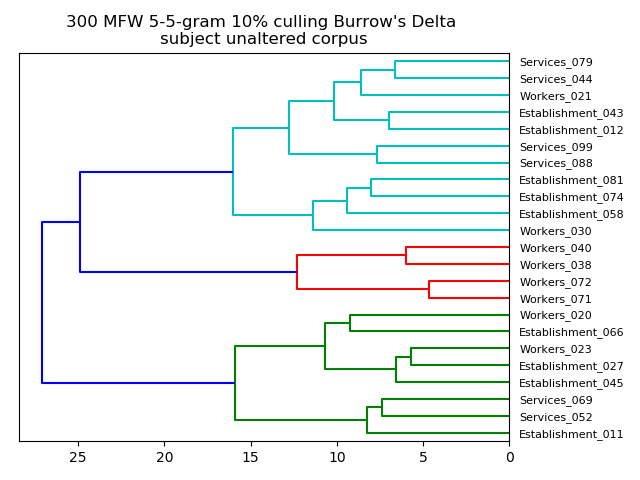 300 MFW 5-5-gram 10% culling Burrow's Delta
subject unaltered corpus
Services_079
Services_044
Workers_021
Establishment_043
Establishment_012
Services_099
Services_088
Establishment_081
Establishment_074
Establishment_058
Workers_030
Workers_040
Workers_038
Workers_072
Workers_071
Workers_020
Establishment_066
Workers_023
Establishment_027
Establishment_045
Services_069
Services_052
Establishment_011
25 20 15 10 5 0